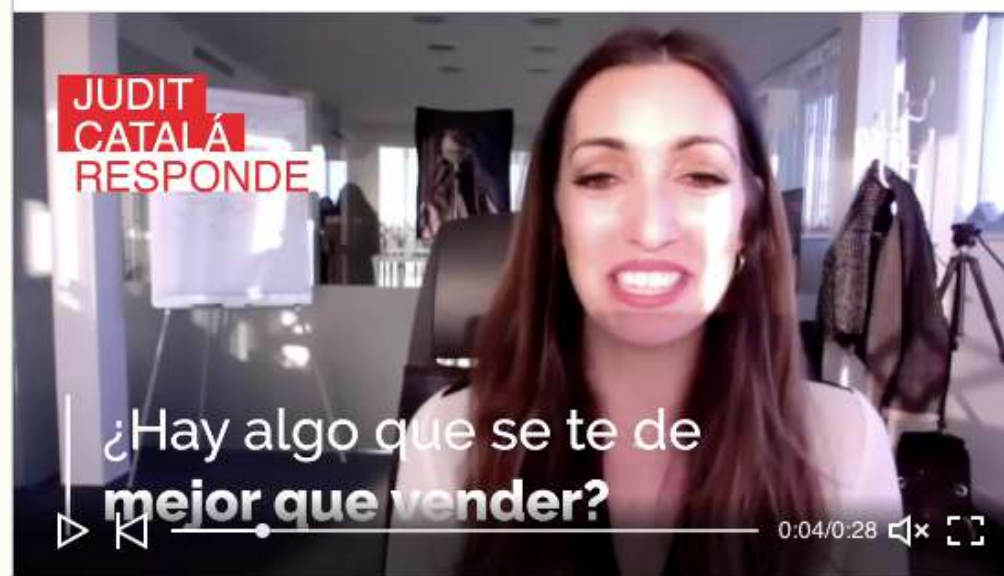 JUDIT
CATALÁ
RESPONDE
¿Hay algo que se te de
mejor que vender?
0:04/0:28